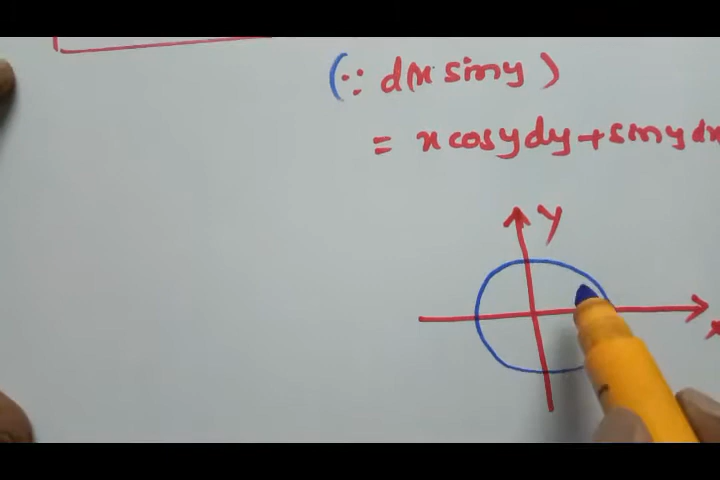 (∵ d(x siny)
= x cosy dy + siny dx
y
x